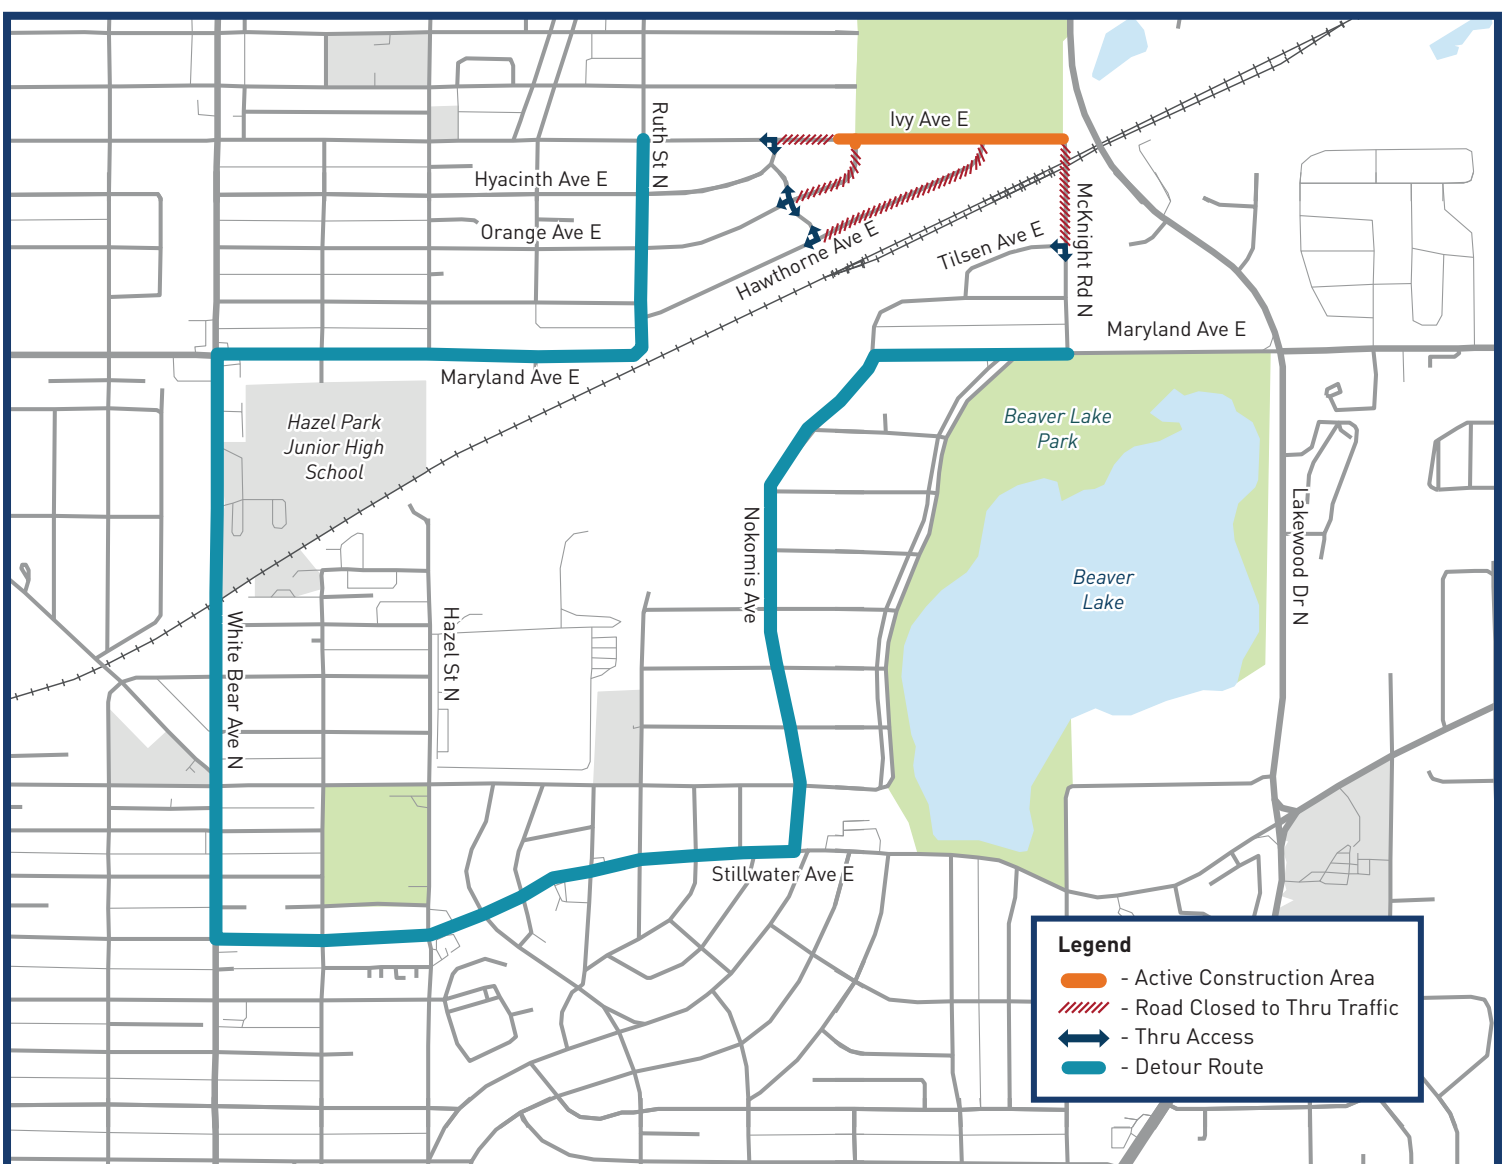 Ruth St N
Ivy Ave E
Hyacinth Ave E
Orange Ave E
Hawthorne Ave E
Tilsen Ave E
McKnight Rd N
Maryland Ave E
Maryland Ave E
Hazel Park
Junior High
School
Beaver Lake
Park
Nokomis Ave
Lakewood Dr N
Beaver
Lake
White Bear Ave N
Hazel St N
Stillwater Ave E
Legend
- Active Construction Area
- Road Closed to Thru Traffic
- Thru Access
- Detour Route